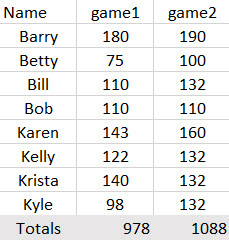 Name game1 game2
Barry 180 190
Betty 75 100
Bill 110 132
Bob 110 110
Karen 143 160
Kelly 122 132
Krista 140 132
Kyle 98 132
Totals 978 1088